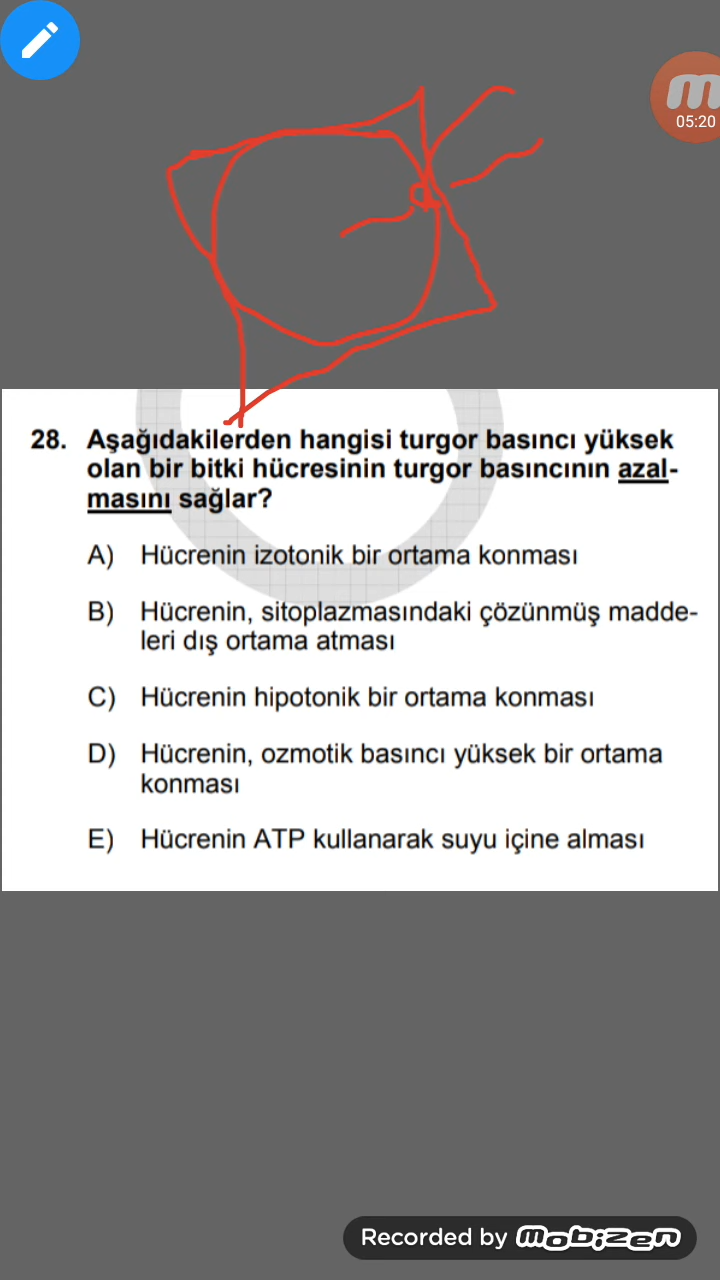 m
05:20
28. Aşağıdakilerden hangisi turgor basıncı yüksek
olan bir bitki hücresinin turgor basıncının azal-
masını sağlar?
A) Hücrenin izotonik bir ortama konması
B) Hücrenin, sitoplazmasındaki çözünmüş madde-
leri dış ortama atması
C) Hücrenin hipotonik bir ortama konması
D) Hücrenin, ozmotik basıncı yüksek bir ortama
konması
E) Hücrenin ATP kullanarak suyu içine alması
Recorded by mobizen